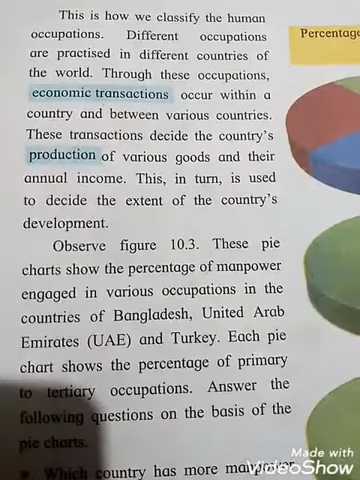 This is how we classify the human
occupations. Different occupations
are practised in different countries of
the world. Through these occupations,
economic transactions occur within a
country and between various countries.
These transactions decide the country's
production of various goods and their
annual income. This, in turn, is used
to decide the extent of the country's
development.
Observe figure 10.3. These pie
charts show the percentage of manpower
engaged in various occupations in the
countries of Bangladesh, United Arab
Emirates (UAE) and Turkey. Each pie
chart shows the percentage of primary
to tertiary occupations. Answer the
following questions on the basis of the
pie charts.
Which country has more manpower
Percentage
Made with
VideoShow